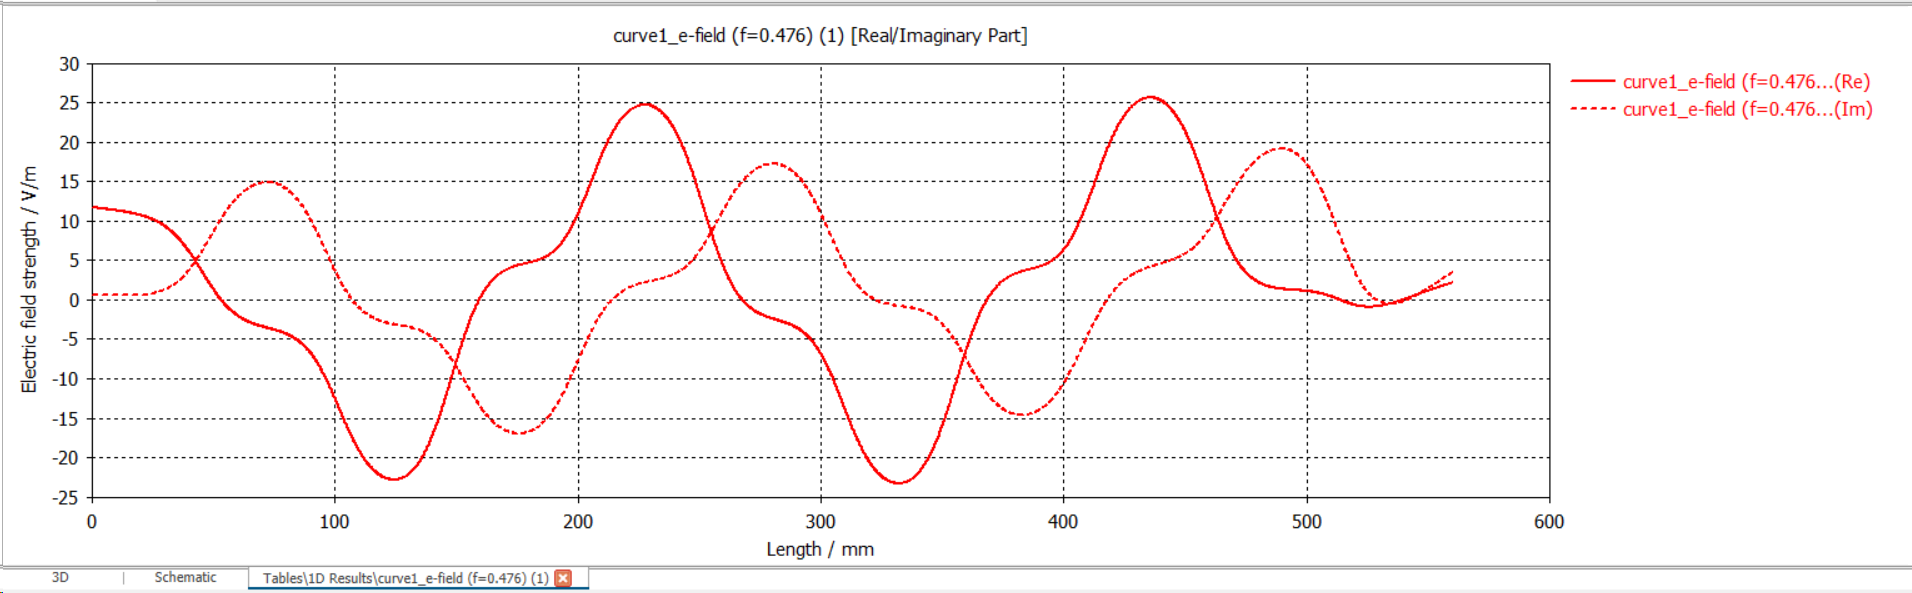 curve1_e-field (f=0.476) (1) [Real/Imaginary Part]
30
25
20
15
10
5
0
-5
-10
-15
-20
-25
Electric field strength / V/m
0 100 200 300 400 500 600
Length / mm
curve1_e-field (f=0.476...(Re)
curve1_e-field (f=0.476...(Im)
3D Schematic Tables\1D Results\curve1_e-field (f=0.476) (1)